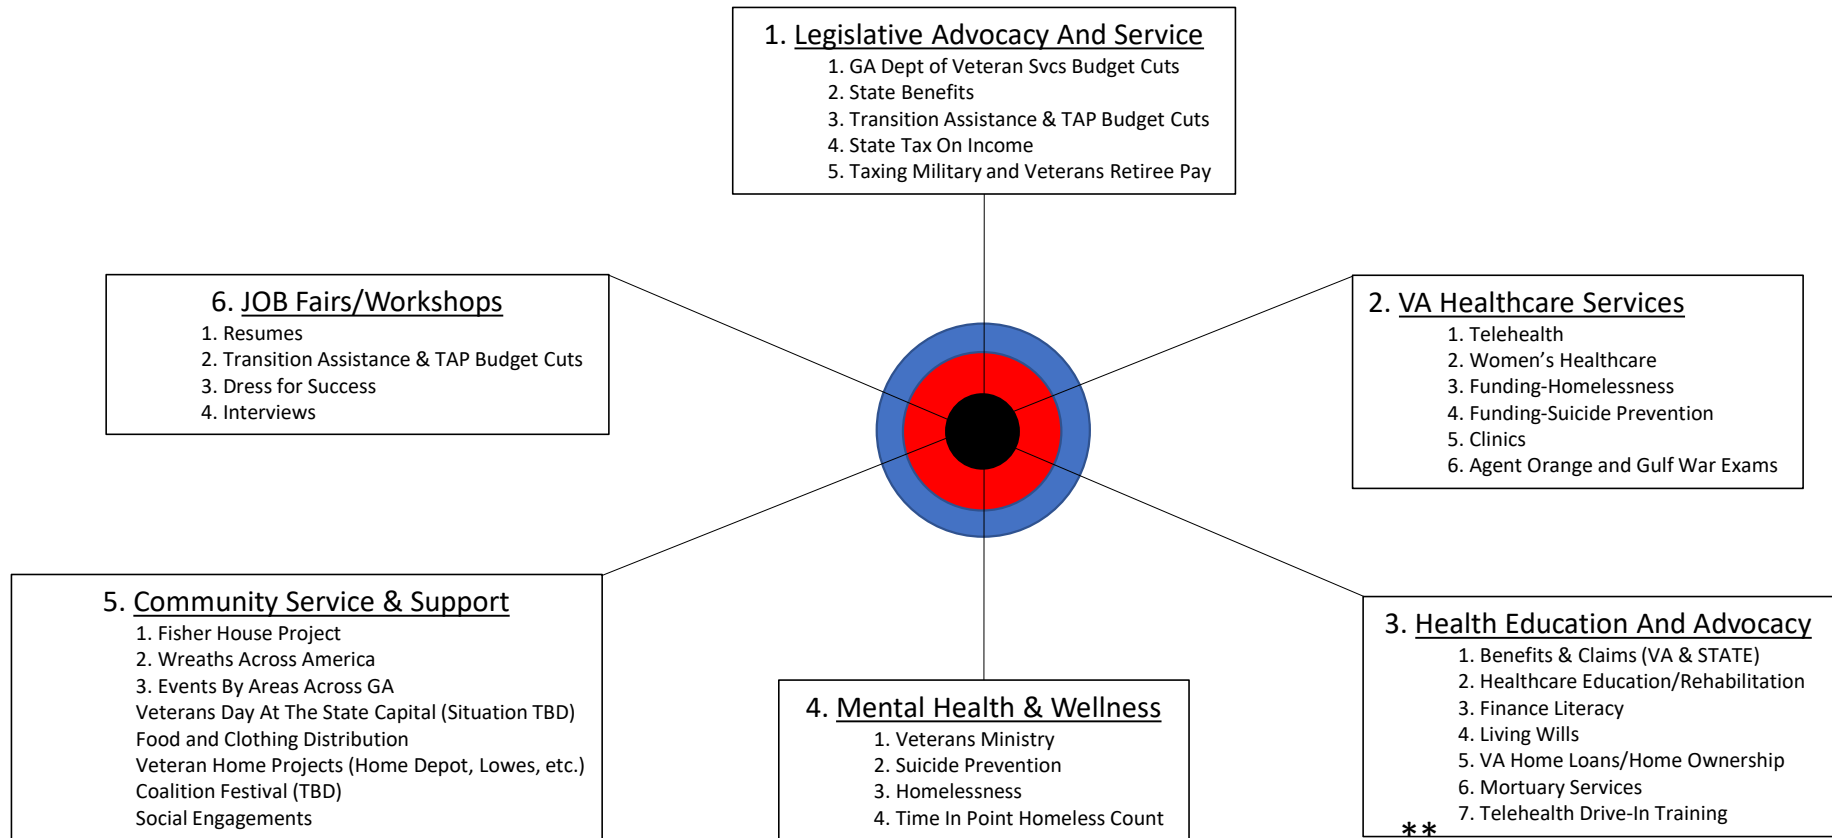 1. Legislative Advocacy And Service
1. GA Dept of Veteran Svcs Budget Cuts
2. State Benefits
3. Transition Assistance & TAP Budget Cuts
4. State Tax On Income
5. Taxing Military and Veterans Retiree Pay
2. VA Healthcare Services
1. Telehealth
2. Women’s Healthcare
3. Funding-Homelessness
4. Funding-Suicide Prevention
5. Clinics
6. Agent Orange and Gulf War Exams
3. Health Education And Advocacy
1. Benefits & Claims (VA & STATE)
2. Healthcare Education/Rehabilitation
3. Finance Literacy
4. Living Wills
5. VA Home Loans/Home Ownership
6. Mortuary Services
7. Telehealth Drive-In Training
**
4. Mental Health & Wellness
1. Veterans Ministry
2. Suicide Prevention
3. Homelessness
4. Time In Point Homeless Count
5. Community Service & Support
1. Fisher House Project
2. Wreaths Across America
3. Events By Areas Across GA
Veterans Day At The State Capital (Situation TBD)
Food and Clothing Distribution
Veteran Home Projects (Home Depot, Lowes, etc.)
Coalition Festival (TBD)
Social Engagements
6. JOB Fairs/Workshops
1. Resumes
2. Transition Assistance & TAP Budget Cuts
3. Dress for Success
4. Interviews